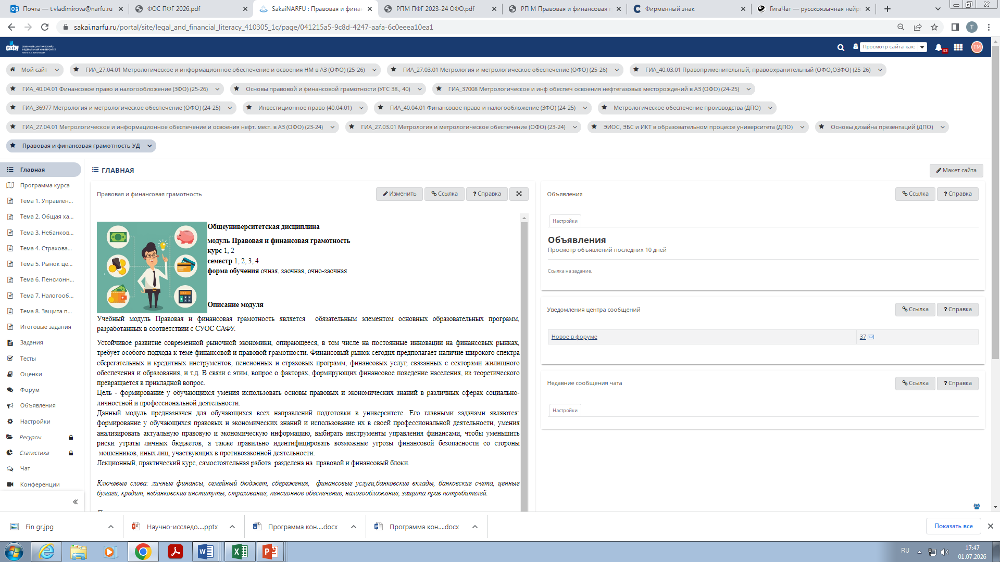 Почта — t.vladimirova@narfu.ru
ФОС ПФГ 2026.pdf
SakaiNARFU : Правовая и финан
РПМ ПФГ 2023-24 ОФО.pdf
РП М Правовая и финансовая г
Фирменный знак
ГигаЧат — русскоязычная нейр
sakai.narfu.ru/portal/site/legal_and_financial_literacy_410305_1c/page/041215a5-9c8d-4247-aafa-6c0eeea10ea1
T
сафу
СЕВЕРНЫЙ (АРКТИЧЕСКИЙ)
ФЕДЕРАЛЬНЫЙ УНИВЕРСИТЕТ
Просмотр сайта как:
43
ТМ
Мой сайт
ГИА_27.04.01 Метрологическое и информационное обеспечение и освоения НМ в АЗ (ОФО) (25-26)
ГИА_27.03.01 Метрология и метрологическое обеспечение (ОФО) (25-26)
ГИА_40.03.01 Правоприменительный, правоохранительный (ОФО,ОЗФО) (25-26)
ГИА_40.04.01 Финансовое право и налогообложение (ЗФО) (25-26)
Основы правовой и финансовой грамотности (УГС 38., 40)
ГИА_37008 Метрологическое и инф обеспеч освоения нефтегазовых месторождений в АЗ (ОФО) (24-25)
ГИА_36977 Метрология и метрологическое обеспечение (ОФО) (24-25)
Инвестиционное право (40.04.01)
ГИА_40.04.01 Финансовое право и налогообложение (ЗФО) (24-25)
Метрологическое обеспечение производства (ДПО)
ГИА_27.04.01 Метрологическое и информационное обеспечение и освоения нефт. мест. в АЗ (ОФО) (23-24)
ГИА_27.03.01 Метрология и метрологическое обеспечение (ОФО) (23-24)
ЭИОС, ЭБС и ИКТ в образовательном процессе университета (ДПО)
Основы дизайна презентаций (ДПО)
Правовая и финансовая грамотность УД
Главная
Программа курса
Тема 1. Управлен...
Тема 2. Общая ха...
Тема 3. Небанков...
Тема 4. Страхова...
Тема 5. Рынок це...
Тема 6. Пенсионн...
Тема 7. Налогооб...
Тема 8. Защита п...
Итоговые задания
Задания
Тесты
Оценки
Форум
Объявления
Настройки
Ресурсы
Статистика
Чат
Конференции
ГЛАВНАЯ
Макет сайта
Правовая и финансовая грамотность
Изменить
Ссылка
? Справка
Общеуниверситетская дисциплина
модуль Правовая и финансовая грамотность
курс 1, 2
семестр 1, 2, 3, 4
форма обучения очная, заочная, очно-заочная
Описание модуля
Учебный модуль Правовая и финансовая грамотность является обязательным элементом основных образовательных программ,
разработанных в соответствии с СУОС САФУ.
Устойчивое развитие современной рыночной экономики, опирающееся, в том числе на постоянные инновации на финансовых рынках,
требует особого подхода к теме финансовой и правовой грамотности. Финансовый рынок сегодня предполагает наличие широкого спектра
сберегательных и кредитных инструментов, пенсионных и страховых программ, финансовых услуг, связанных с секторами жилищного
обеспечения и образования, и т.д. В связи с этим, вопрос о факторах, формирующих финансовое поведение населения, из теоретического
превращается в прикладной вопрос.
Цель - формирование у обучающихся умения использовать основы правовых и экономических знаний в различных сферах социально-
личностной и профессиональной деятельности.
Данный модуль предназначен для обучающихся всех направлений подготовки в университете. Его главными задачами являются:
формирование у обучающихся правовых и экономических знаний и использование их в своей профессиональной деятельности, умения
анализировать актуальную правовую и экономическую информацию, выбирать инструменты управления финансами, чтобы уменьшить
риски утраты личных бюджетов, а также правильно идентифицировать возможные угрозы финансовой безопасности со стороны
мошенников, иных лиц, участвующих в противозаконной деятельности.
Лекционный, практический курс, самостоятельная работа разделена на правовой и финансовый блоки.
Ключевые слова: личные финансы, семейный бюджет, сбережения, финансовые услуги,банковские вклады, банковские счета, ценные
бумаги, кредит, небанковские институты, страхование, пенсионное обеспечение, налогообложение, защита прав потребителей.
Объявления
Ссылка
? Справка
Настройки
Объявления
Просмотр объявлений последних 10 дней
Ссылка на задание.
Уведомления центра сообщений
Ссылка
? Справка
Новое в форуме
37
Недавние сообщения чата
Ссылка
? Справка
Настройки
Fin gr.jpg
Научно-исследо....pptx
Программа кон....docx
Программа кон....docx
Показать все
RU
17:47
01.07.2026